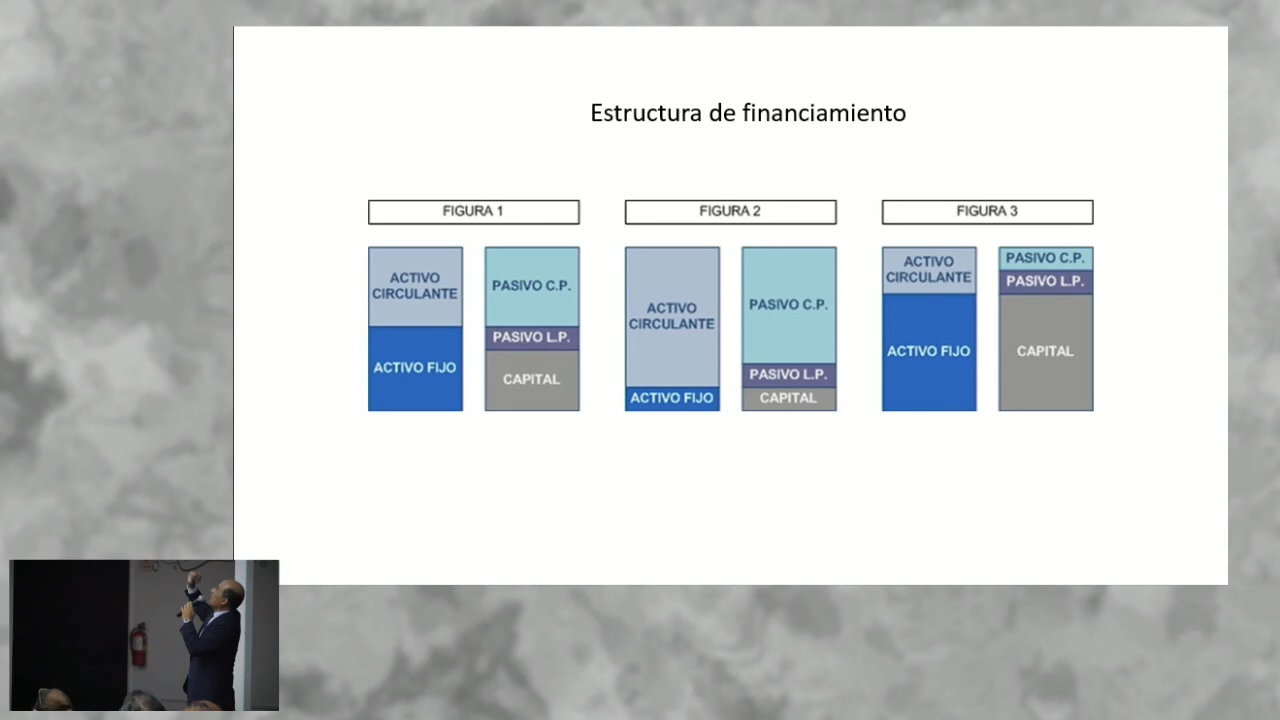 Estructura de financiamiento
FIGURA 1
ACTIVO
CIRCULANTE
ACTIVO FIJO
PASIVO C.P.
PASIVO L.P.
CAPITAL
FIGURA 2
ACTIVO
CIRCULANTE
ACTIVO FIJO
PASIVO C.P.
PASIVO L.P.
CAPITAL
FIGURA 3
ACTIVO
CIRCULANTE
ACTIVO FIJO
PASIVO C.P.
PASIVO L.P.
CAPITAL